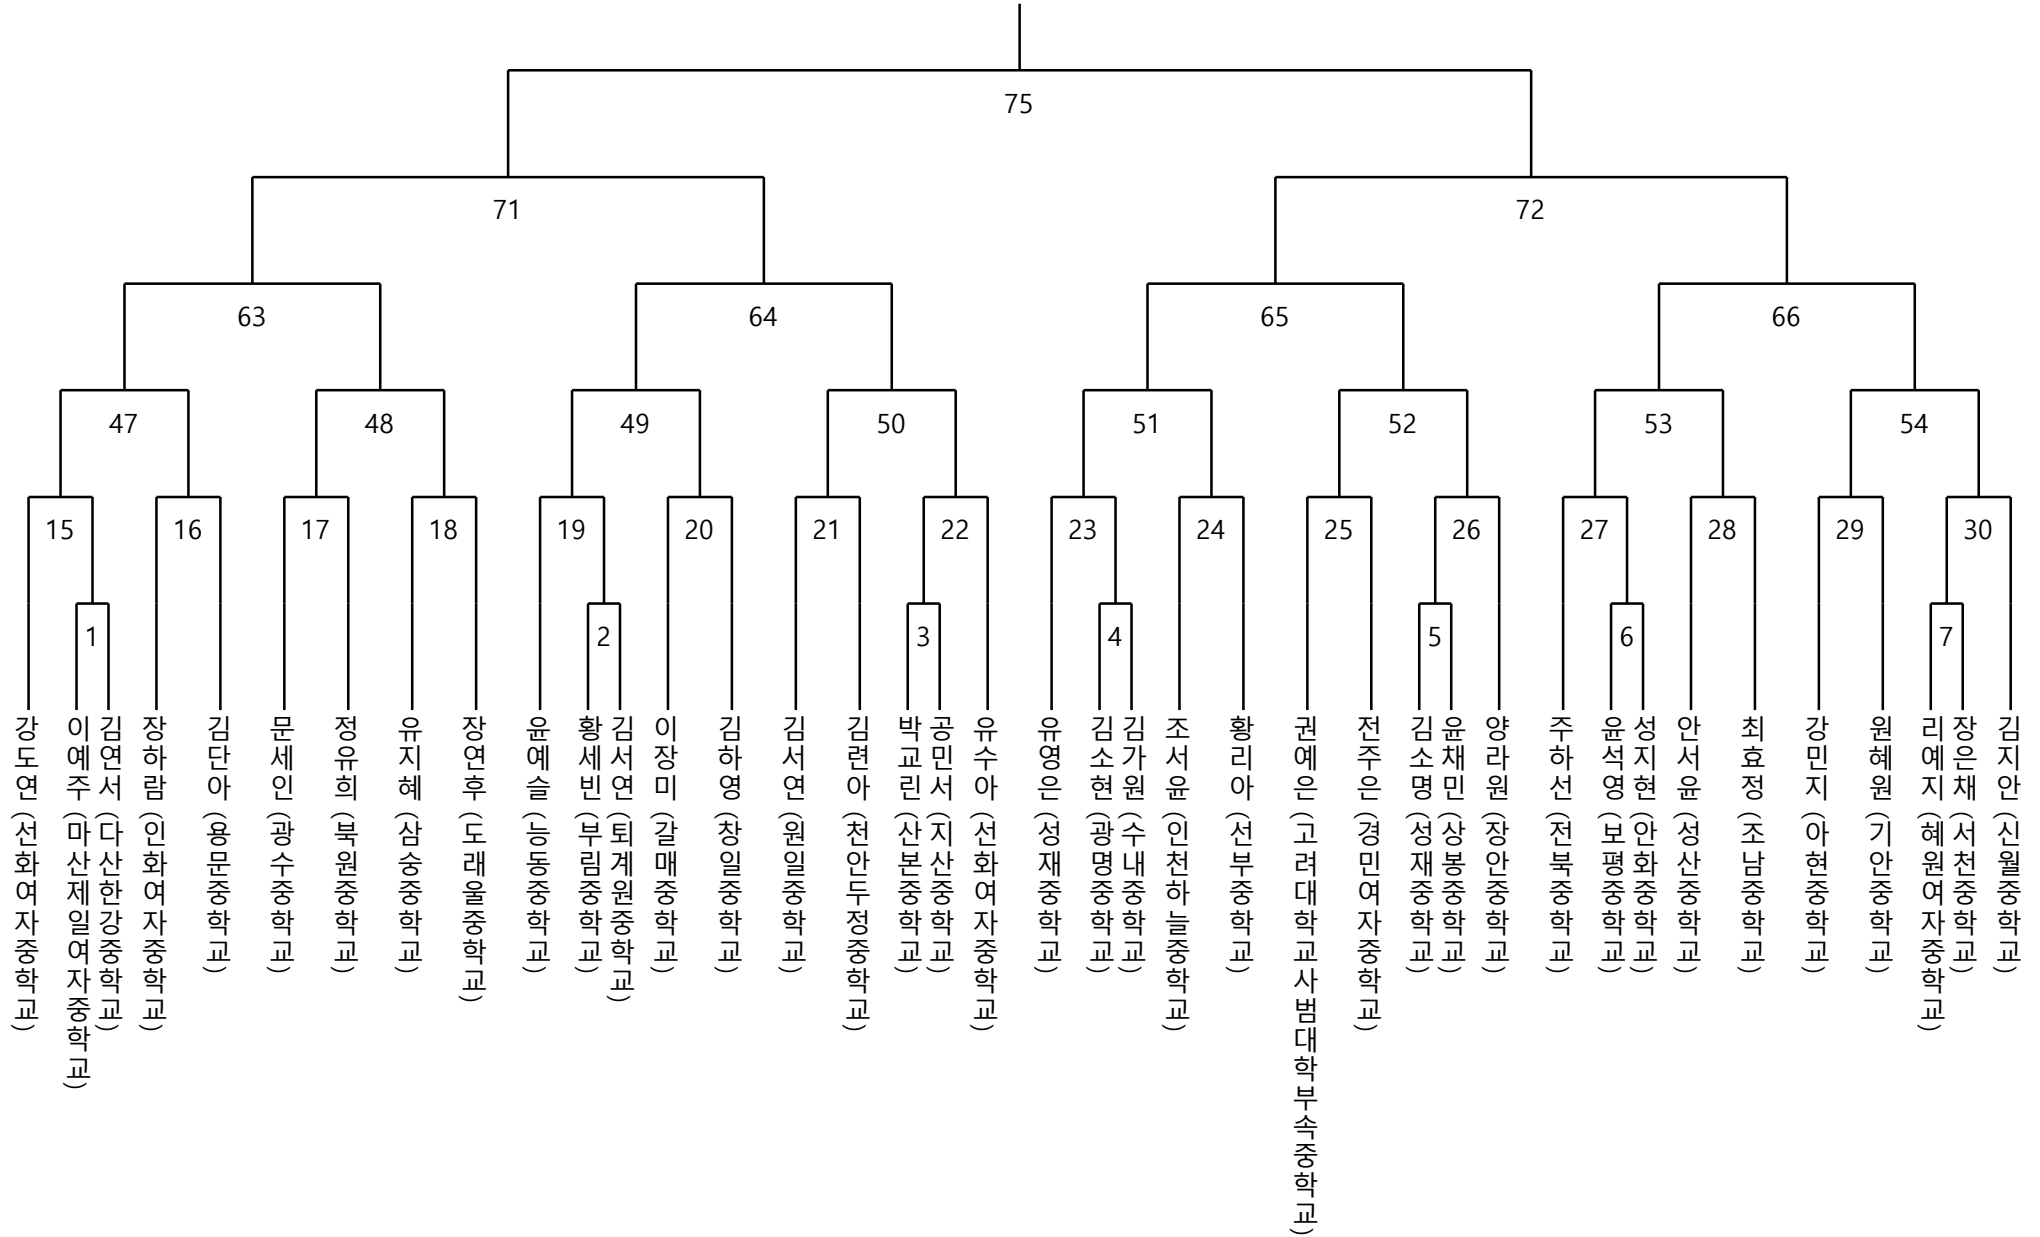 75
71
72
63
64
65
66
47
48
49
50
51
52
53
54
15
16
17
18
19
20
21
22
23
24
25
26
27
28
29
30
1
2
3
4
5
6
7
강도연 (선화여자중학교)
이예주 (마산제일여자중학교)
김연서 (다산한강중학교)
장하람 (인화여자중학교)
김단아 (용문중학교)
문세인 (광수중학교)
정유희 (북원중학교)
유지혜 (삼숭중학교)
장연후 (도래울중학교)
윤예슬 (능동중학교)
황세빈 (부림중학교)
김서연 (퇴계원중학교)
이장미 (갈매중학교)
김하영 (창일중학교)
김서연 (원일중학교)
김련아 (천안두정중학교)
박교린 (산본중학교)
공민서 (지산중학교)
유수아 (선화여자중학교)
유영은 (성재중학교)
김소현 (광명중학교)
김가원 (수내중학교)
조서윤 (인천하늘중학교)
황리아 (선부중학교)
권예은 (고려대학교사범대학부속중학교)
전주은 (경민여자중학교)
김소명 (성재중학교)
윤채민 (상봉중학교)
양라원 (장안중학교)
주하선 (전북중학교)
윤석영 (보평중학교)
성지현 (안화중학교)
안서윤 (성산중학교)
최효정 (조남중학교)
강민지 (아현중학교)
원혜원 (기안중학교)
리예지 (혜원여자중학교)
장은채 (서천중학교)
김지안 (신월중학교)